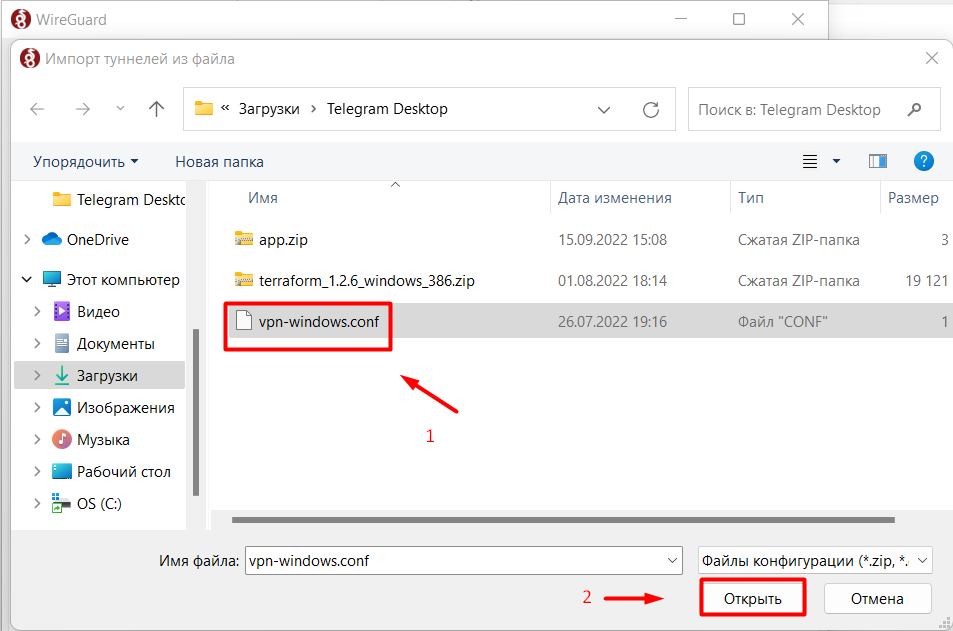 WireGuard
Импорт туннелей из файла
« Загрузки › Telegram Desktop
Поиск в: Telegram Desktop
Упорядочить
Новая папка
?
Telegram Deskto
OneDrive
Этот компьютер
Видео
Документы
Загрузки
Изображения
Музыка
Рабочий стол
OS (C:)
Имя Дата изменения Тип Размер
app.zip 15.09.2022 15:08 Сжатая ZIP-папка 3
terraform_1.2.6_windows_386.zip 01.08.2022 18:14 Сжатая ZIP-папка 19 121
vpn-windows.conf 26.07.2022 19:16 Файл "CONF" 1
1
Имя файла: vpn-windows.conf Файлы конфигурации (*.zip, *.
2 Открыть Отмена